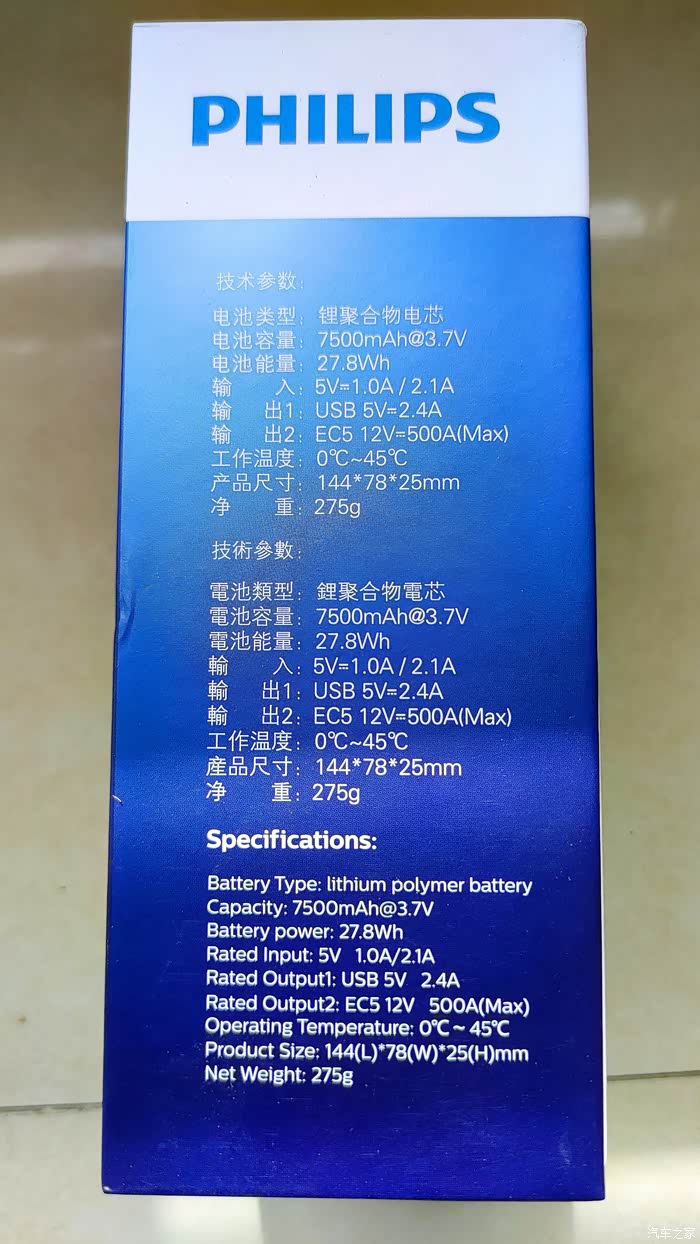 PHILIPS
技术参数:
电池类型: 锂聚合物电芯
电池容量: 7500mAh@3.7V
电池能量: 27.8Wh
输 入: 5V=1.0A / 2.1A
输 出1: USB 5V=2.4A
输 出2: EC5 12V=500A(Max)
工作温度: 0℃~45℃
产品尺寸: 144*78*25mm
净 重: 275g
技術參數:
電池類型: 鋰聚合物電芯
電池容量: 7500mAh@3.7V
電池能量: 27.8Wh
輸 入: 5V=1.0A / 2.1A
輸 出1: USB 5V=2.4A
輸 出2: EC5 12V=500A(Max)
工作温度: 0℃~45℃
產品尺寸: 144*78*25mm
净 重: 275g
Specifications:
Battery Type: lithium polymer battery
Capacity: 7500mAh@3.7V
Battery power: 27.8Wh
Rated Input: 5V 1.0A/2.1A
Rated Output1: USB 5V 2.4A
Rated Output2: EC5 12V 500A(Max)
Operating Temperature: 0℃ ~ 45℃
Product Size: 144(L)*78(W)*25(H)mm
Net Weight: 275g
汽车之家